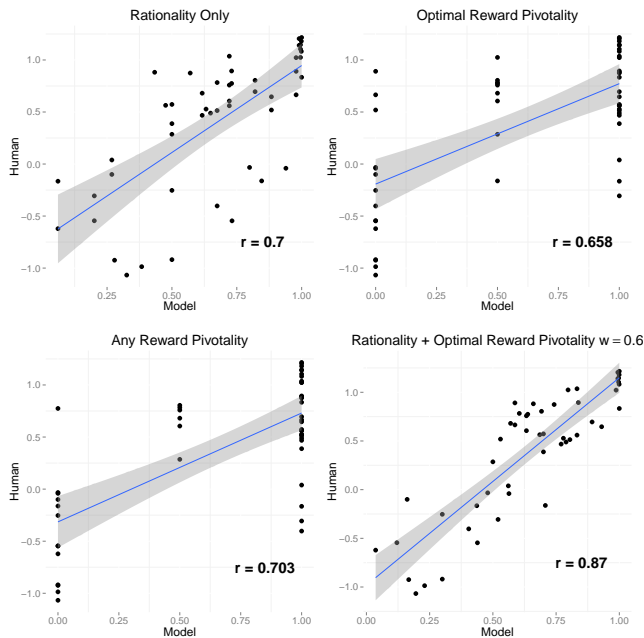 Rationality Only
Human
1.0
0.5
0.0
−0.5
−1.0
r = 0.7
0.25
0.50
0.75
1.00
Model
Optimal Reward Pivotality
Human
1.0
0.5
0.0
−0.5
−1.0
r = 0.658
0.00
0.25
0.50
0.75
1.00
Model
Any Reward Pivotality
Human
1.0
0.5
0.0
−0.5
−1.0
r = 0.703
0.00
0.25
0.50
0.75
1.00
Model
Rationality + Optimal Reward Pivotality w = 0.6
Human
1.0
0.5
0.0
−0.5
−1.0
r = 0.87
0.00
0.25
0.50
0.75
1.00
Model